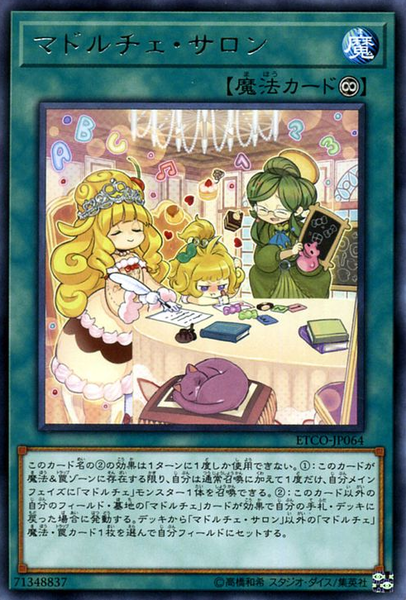 マドルチェ・サロン
魔
【魔法カード∞】
A B C 1 2 3
ETCO-JP064
このカード名の②の効果は1ターンに1度しか使用できない。①:このカードが
魔法&罠ゾーンに存在する限り、自分は通常召喚に加えて1度だけ、自分メイン
フェイズに「マドルチェ」モンスター1体を召喚できる。②:このカード以外の
自分のフィールド・墓地の「マドルチェ」カードが効果で自分の手札・デッキに
戻った場合に発動する。デッキから「マドルチェ・サロン」以外の「マドルチェ」
魔法・罠カード1枚を選んで自分フィールドにセットする。
71348837
©高橋和希 スタジオ・ダイス/集英社